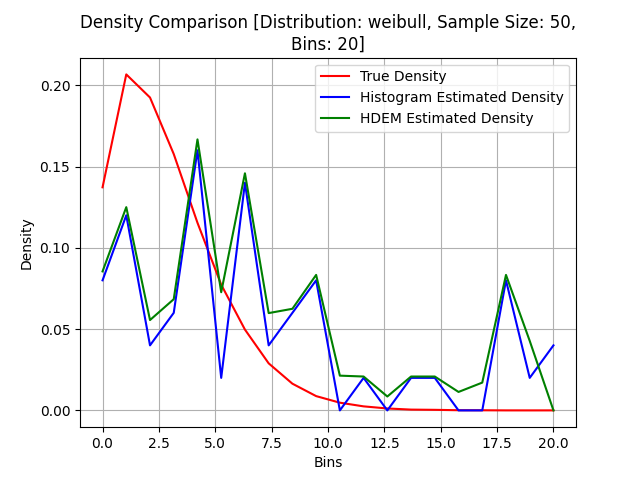 Density Comparison [Distribution: weibull, Sample Size: 50,
Bins: 20]
True Density
Histogram Estimated Density
HDEM Estimated Density
Density
0.20
0.15
0.10
0.05
0.00
0.0 2.5 5.0 7.5 10.0 12.5 15.0 17.5 20.0
Bins